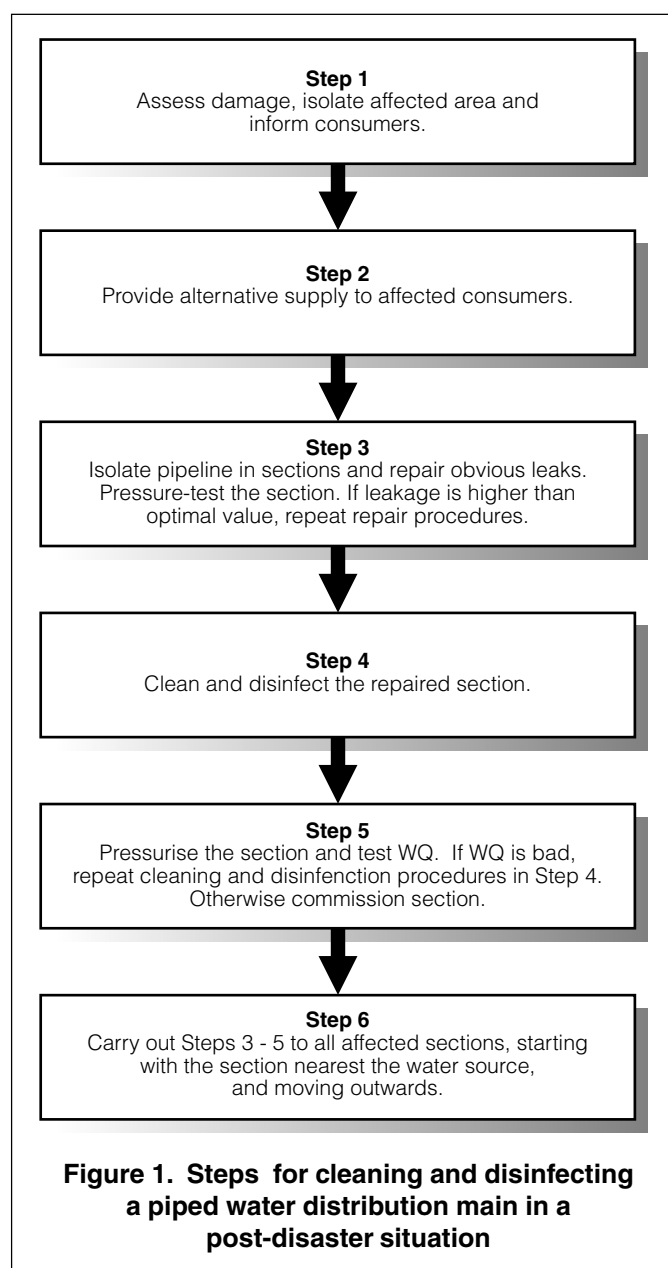 Step 1
Assess damage, isolate affected area and
inform consumers.
Step 2
Provide alternative supply to affected consumers.
Step 3
Isolate pipeline in sections and repair obvious leaks.
Pressure-test the section. If leakage is higher than
optimal value, repeat repair procedures.
Step 4
Clean and disinfect the repaired section.
Step 5
Pressurise the section and test WQ.  If WQ is bad,
repeat cleaning and disinfenction procedures in Step 4.
Otherwise commission section.
Step 6
Carry out Steps 3 - 5 to all affected sections, starting
with the section nearest the water source,
and moving outwards.
Figure 1.  Steps  for cleaning and disinfecting
a piped water distribution main in a
post-disaster situation